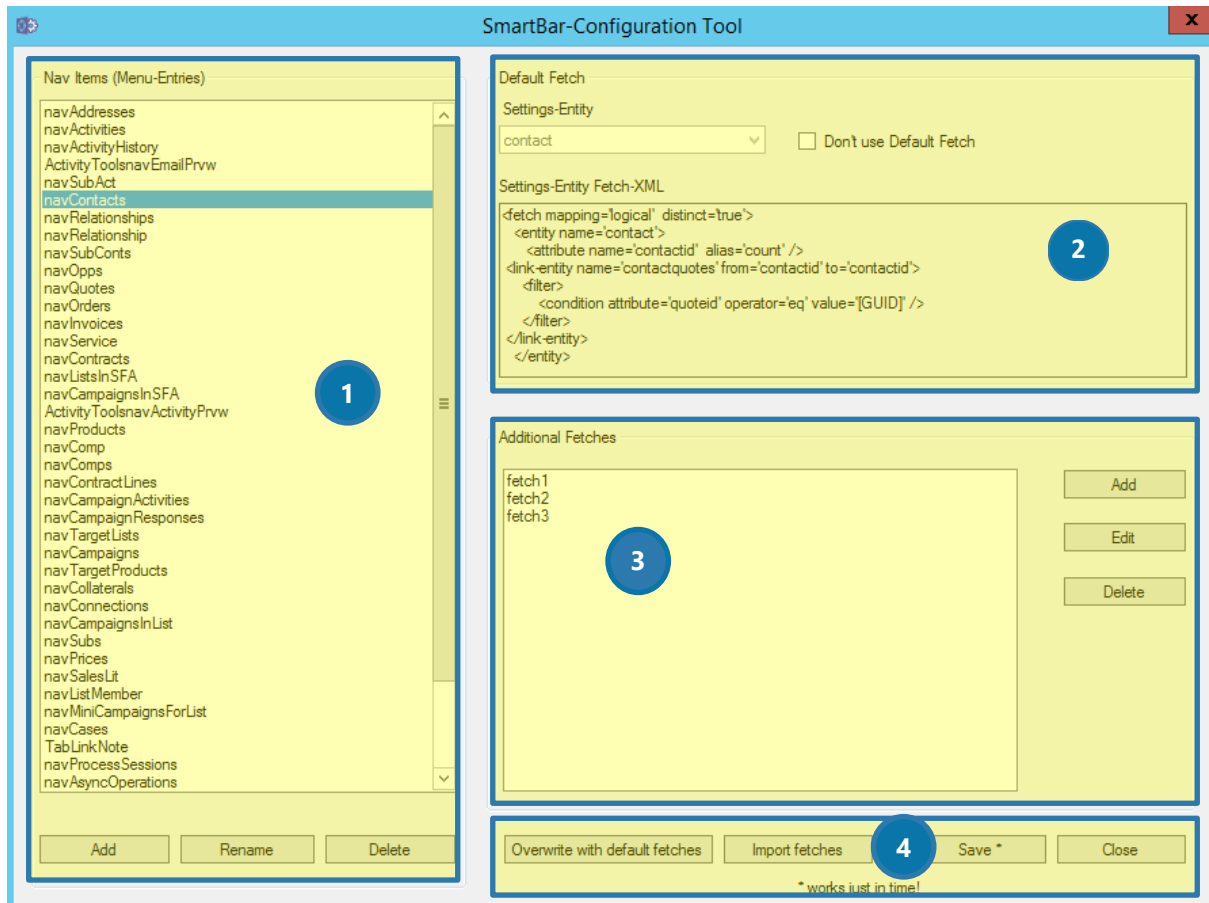 SmartBar-Configuration Tool
x
Nav Items (Menu-Entries)
navAddresses
navActivities
navActivityHistory
ActivityToolsnavEmailPrvw
navSubAct
navContacts
navRelationships
navRelationship
navSubConts
navOpps
navQuotes
navOrders
navInvoices
navService
navContracts
navListsInSFA
navCampaignsInSFA
ActivityToolsnavActivityPrvw
navProducts
navComp
navComps
navContractLines
navCampaignActivities
navCampaignResponses
navTargetLists
navCampaigns
navTargetProducts
navCollaterals
navConnections
navCampaignsInList
navSubs
navPrices
navSalesLit
navListMember
navMiniCampaignsForList
navCases
TabLinkNote
navProcessSessions
navAsyncOperations
1
Add Rename Delete
Default Fetch
Settings-Entity
contact Don't use Default Fetch
Settings-Entity Fetch-XML
<fetch mapping='logical' distinct='true'>
<entity name='contact'>
<attribute name='contactid' alias='count' />
<link-entity name='contactquotes' from='contactid' to='contactid'>
<filter>
<condition attribute='quoteid' operator='eq' value='[GUID]' />
</filter>
</link-entity>
</entity>
2
Additional Fetches
fetch1
fetch2
fetch3
3
Add
Edit
Delete
Overwrite with default fetches Import fetches 4 Save * Close
* works just in time!